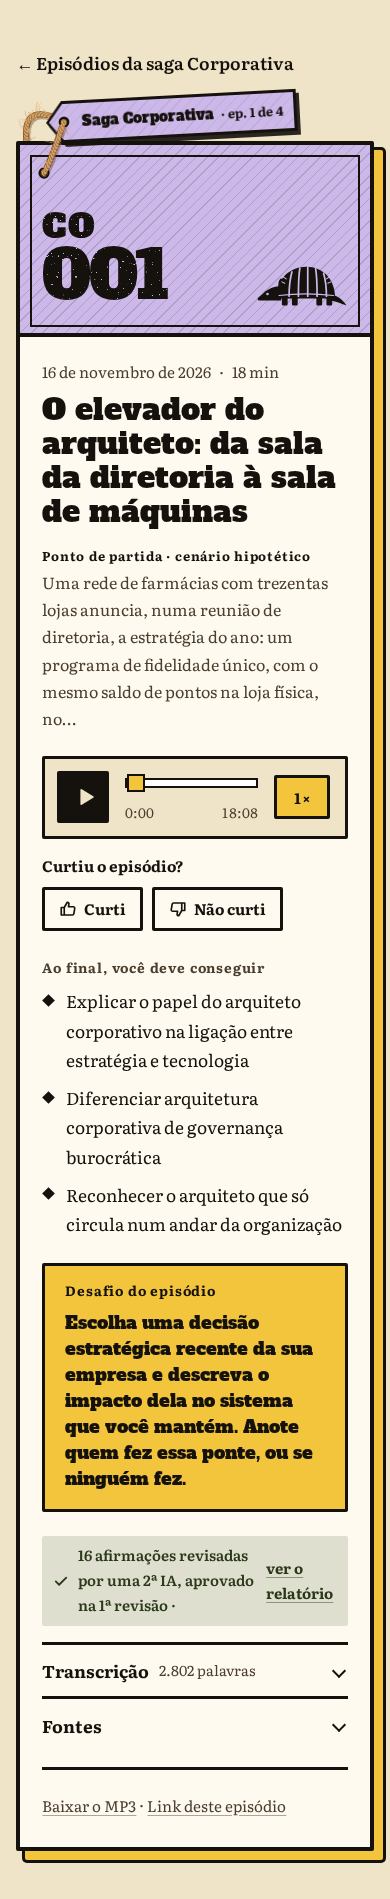 ← Episódios da saga Corporativa
Saga Corporativa · ep. 1 de 4
CO
001
16 de novembro de 2026 · 18 min
O elevador do
arquiteto: da sala
da diretoria à sala
de máquinas
Ponto de partida · cenário hipotético
Uma rede de farmácias com trezentas
lojas anuncia, numa reunião de
diretoria, a estratégia do ano: um
programa de fidelidade único, com o
mesmo saldo de pontos na loja física,
no…
0:00 18:08
1×
Curtiu o episódio?
Curti
Não curti
Ao final, você deve conseguir
Explicar o papel do arquiteto
corporativo na ligação entre
estratégia e tecnologia
Diferenciar arquitetura
corporativa de governança
burocrática
Reconhecer o arquiteto que só
circula num andar da organização
Desafio do episódio
Escolha uma decisão
estratégica recente da sua
empresa e descreva o
impacto dela no sistema
que você mantém. Anote
quem fez essa ponte, ou se
ninguém fez.
16 afirmações revisadas
por uma 2ª IA, aprovado
na 1ª revisão ·
ver o
relatório
Transcrição 2.802 palavras
Fontes
Baixar o MP3 · Link deste episódio